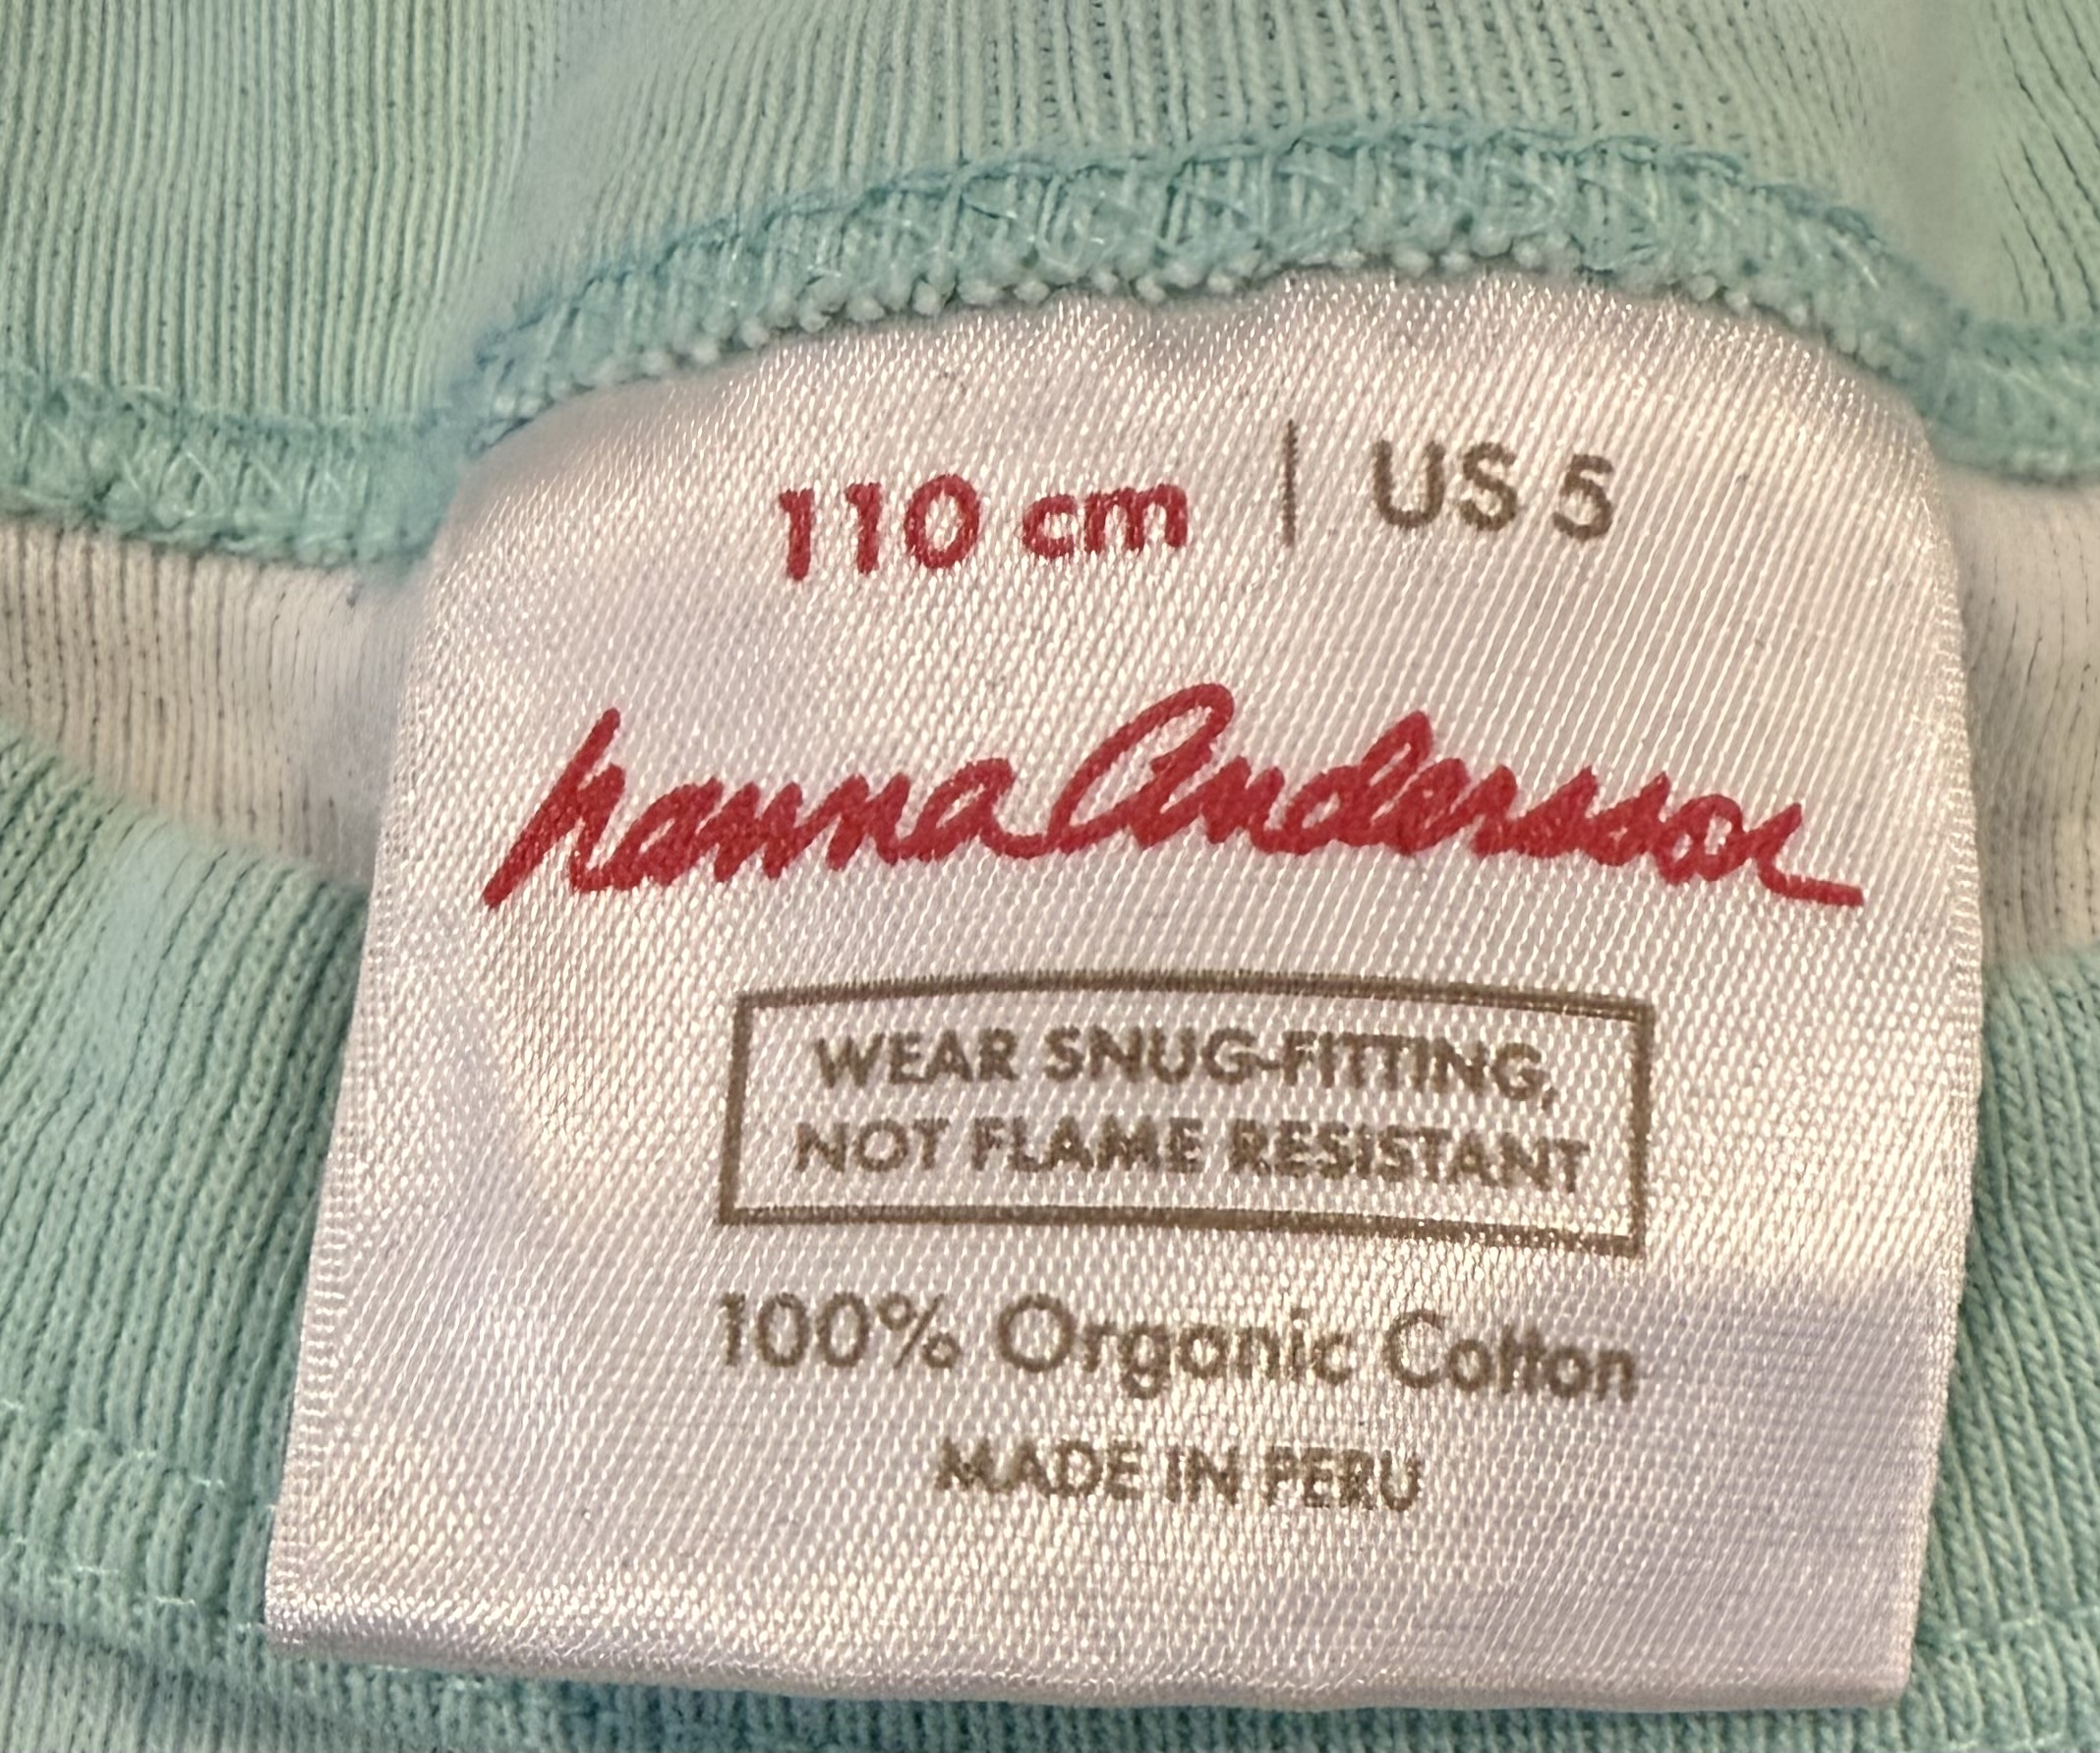 110 cm | US 5
hanna andersson
WEAR SNUG-FITTING,
NOT FLAME RESISTANT
100% Organic Cotton
MADE IN PERU